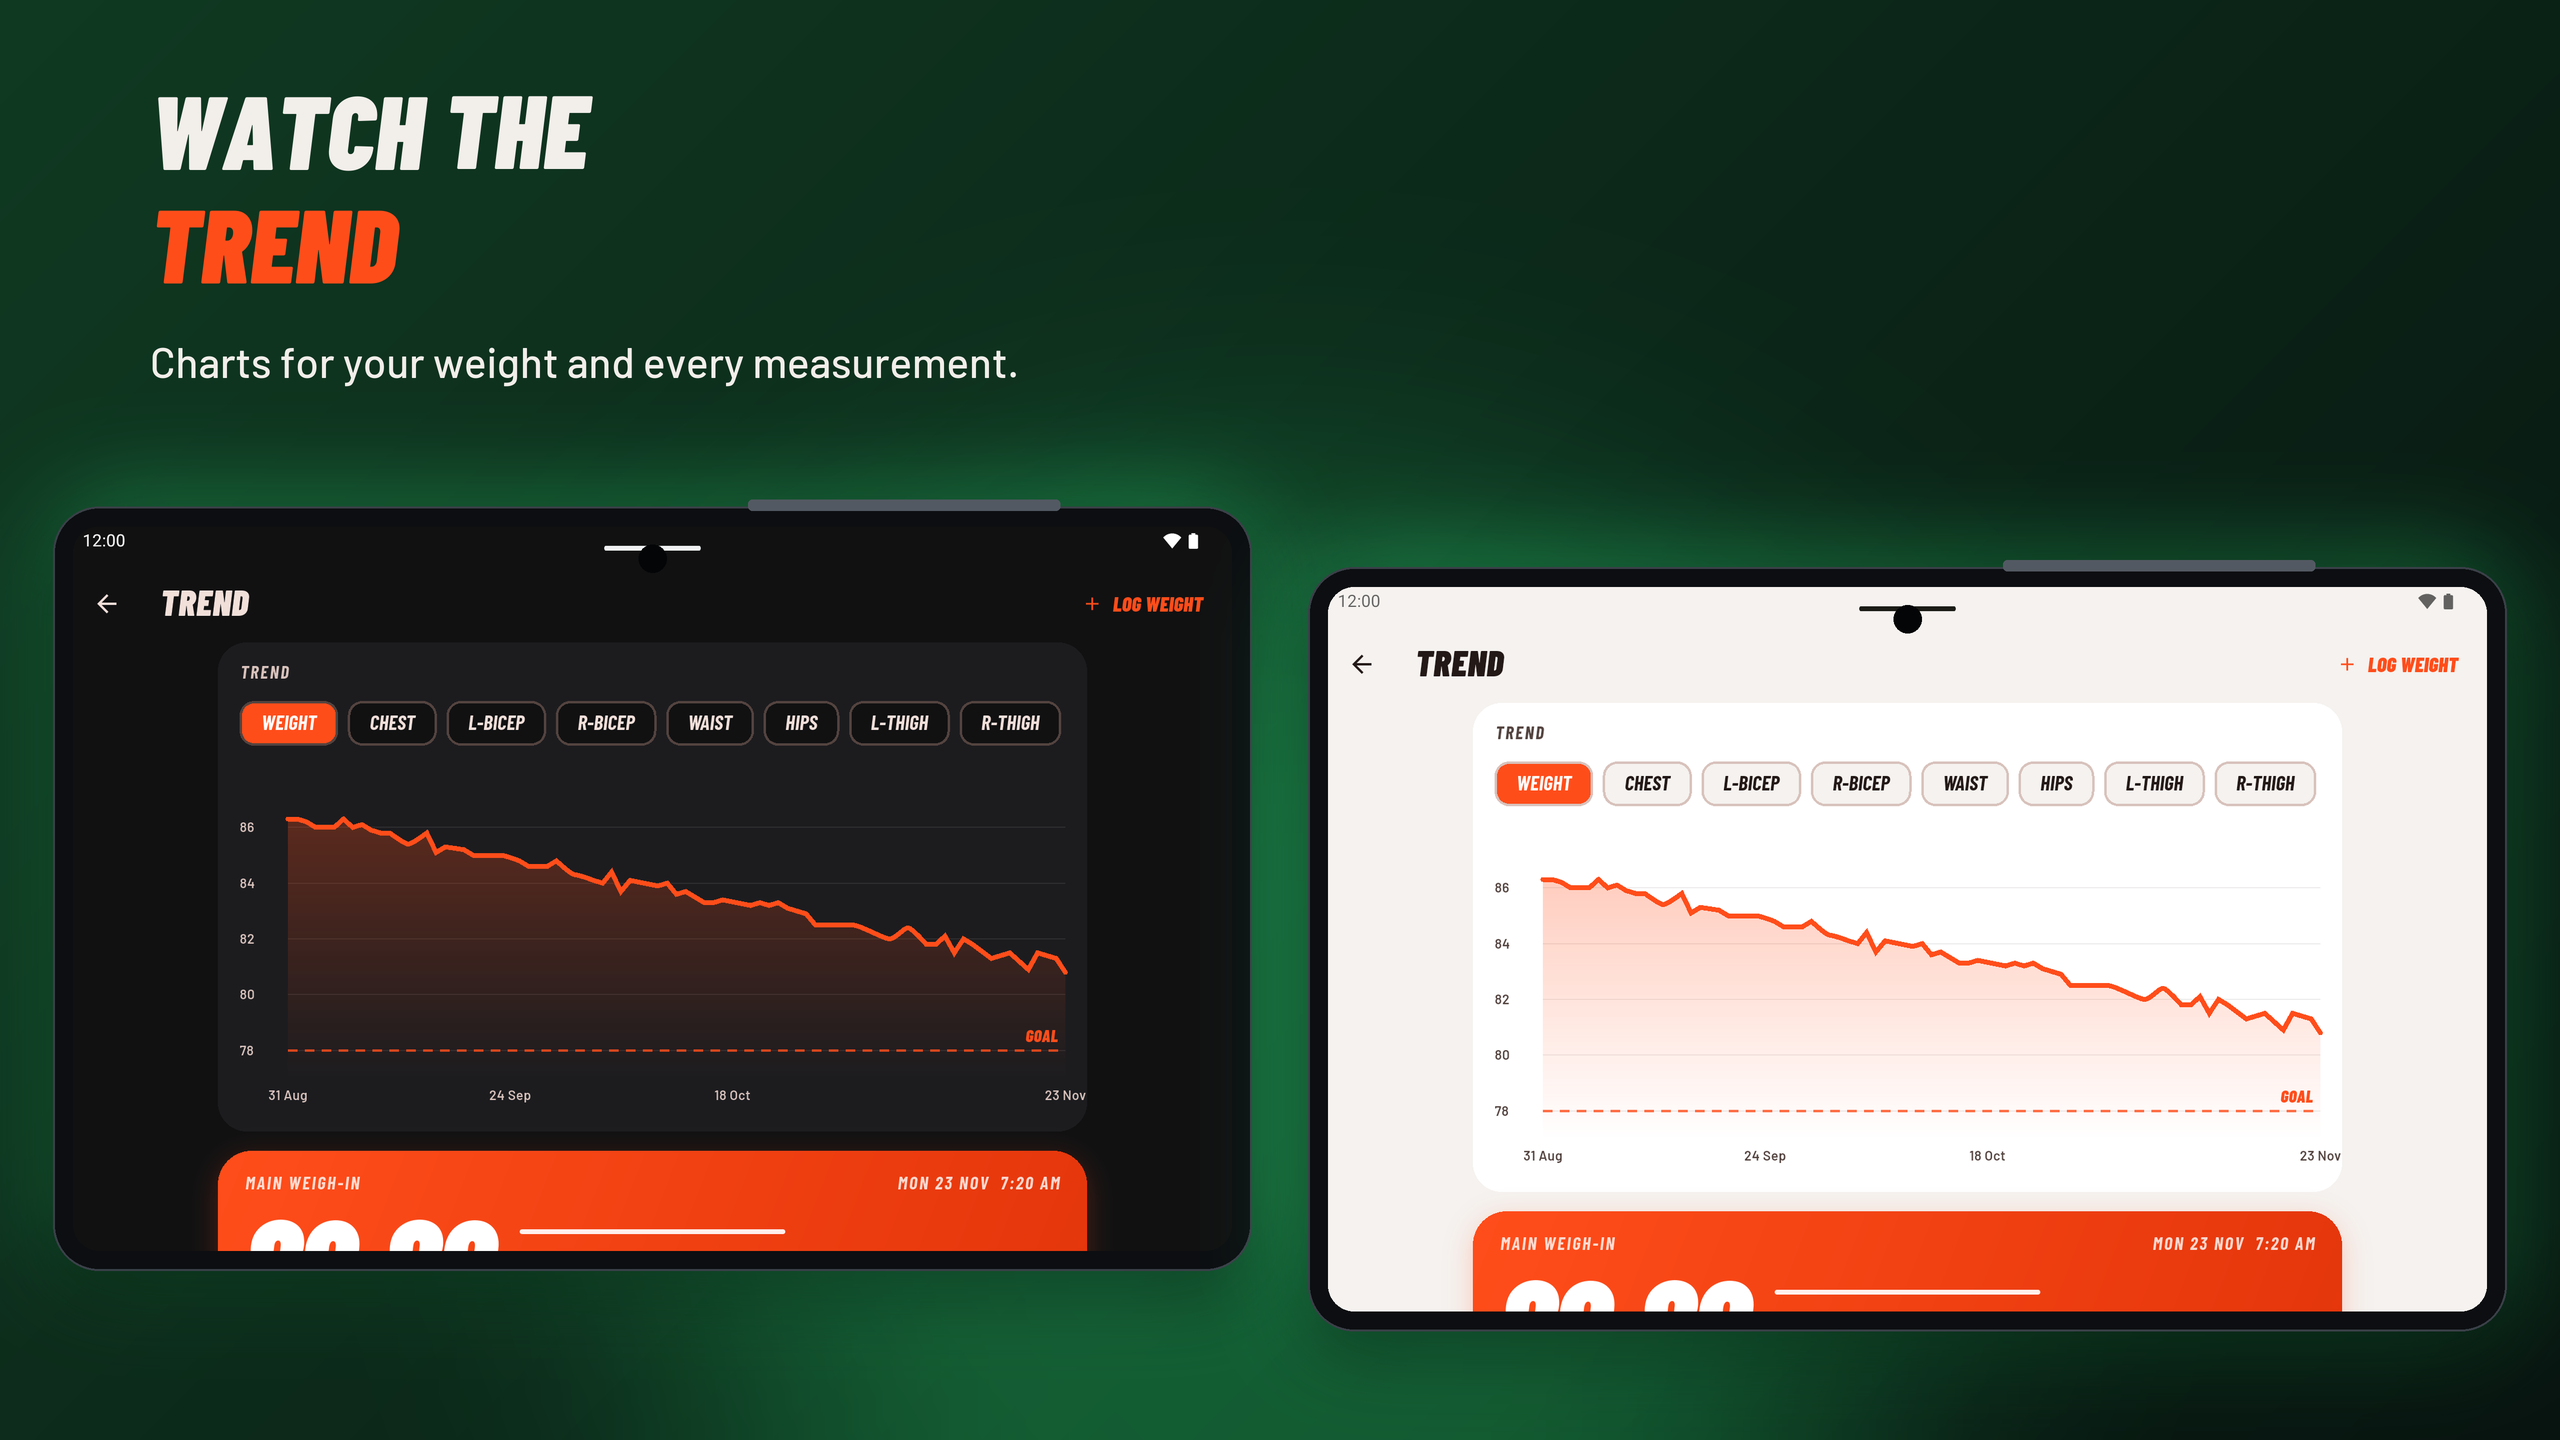 WATCH THE
TREND
Charts for your weight and every measurement.
12:00
TREND
+ LOG WEIGHT
TREND
WEIGHT CHEST L-BICEP R-BICEP WAIST HIPS L-THIGH R-THIGH
86
84
82
80
GOAL
78
31 Aug 24 Sep 18 Oct 23 Nov
MAIN WEIGH-IN MON 23 NOV 7:20 AM
12:00
TREND
+ LOG WEIGHT
TREND
WEIGHT CHEST L-BICEP R-BICEP WAIST HIPS L-THIGH R-THIGH
86
84
82
80
GOAL
78
31 Aug 24 Sep 18 Oct 23 Nov
MAIN WEIGH-IN MON 23 NOV 7:20 AM